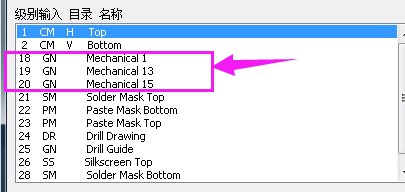 级别输入 目录 名称
1 CM H Top
2 CM V Bottom
18 GN Mechanical 1
19 GN Mechanical 13
20 GN Mechanical 15
21 SM Solder Mask Top
22 PM Paste Mask Bottom
23 PM Paste Mask Top
24 DR Drill Drawing
25 GN Drill Guide
26 SS Silkscreen Top
28 SM Solder Mask Bottom